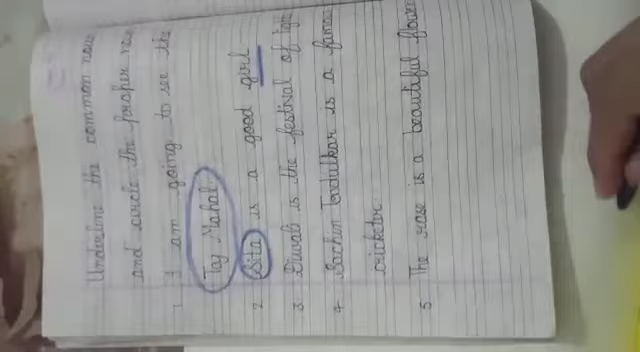 Underline the common noun
and circle the proper noun
1 I am going to see the
Taj Mahal
2 Sita is a good girl
3 Diwali is the festival of
4 Sachin Tendulkar is a famous
cricketer
5 The rose is a beautiful flower